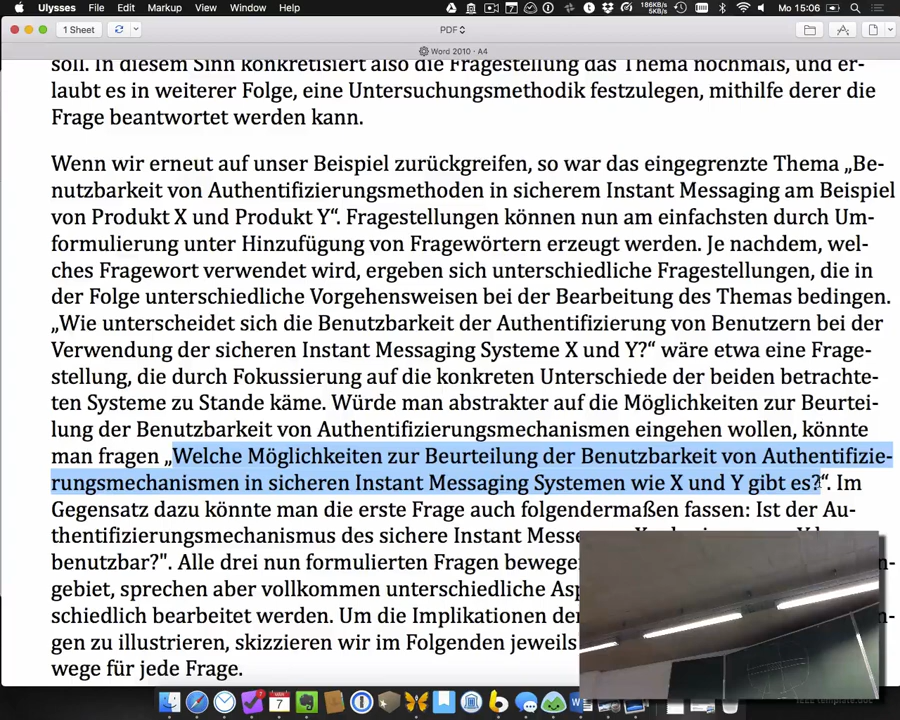 Ulysses File Edit Markup View Window Help 186KB/s 5KB/s Mo 15:06
1 Sheet PDF
Word 2010 · A4
soll. In diesem Sinn konkretisiert also die Fragestellung das Thema nochmals, und er-
laubt es in weiterer Folge, eine Untersuchungsmethodik festzulegen, mithilfe derer die
Frage beantwortet werden kann.
Wenn wir erneut auf unser Beispiel zurückgreifen, so war das eingegrenzte Thema „Be-
nutzbarkeit von Authentifizierungsmethoden in sicherem Instant Messaging am Beispiel
von Produkt X und Produkt Y“. Fragestellungen können nun am einfachsten durch Um-
formulierung unter Hinzufügung von Fragewörtern erzeugt werden. Je nachdem, wel-
ches Fragewort verwendet wird, ergeben sich unterschiedliche Fragestellungen, die in
der Folge unterschiedliche Vorgehensweisen bei der Bearbeitung des Themas bedingen.
„Wie unterscheidet sich die Benutzbarkeit der Authentifizierung von Benutzern bei der
Verwendung der sicheren Instant Messaging Systeme X und Y?“ wäre etwa eine Frage-
stellung, die durch Fokussierung auf die konkreten Unterschiede der beiden betrachte-
ten Systeme zu Stande käme. Würde man abstrakter auf die Möglichkeiten zur Beurtei-
lung der Benutzbarkeit von Authentifizierungsmechanismen eingehen wollen, könnte
man fragen „Welche Möglichkeiten zur Beurteilung der Benutzbarkeit von Authentifizie-
rungsmechanismen in sicheren Instant Messaging Systemen wie X und Y gibt es?“. Im
Gegensatz dazu könnte man die erste Frage auch folgendermaßen fassen: Ist der Au-
thentifizierungsmechanismus des sichere Instant
benutzbar?". Alle drei nun formulierten Fragen
gebiet, sprechen aber vollkommen unterschiedliche
schiedlich bearbeitet werden. Um die Implikationen
gen zu illustrieren, skizzieren wir im Folgenden jeweils
wege für jede Frage.
7